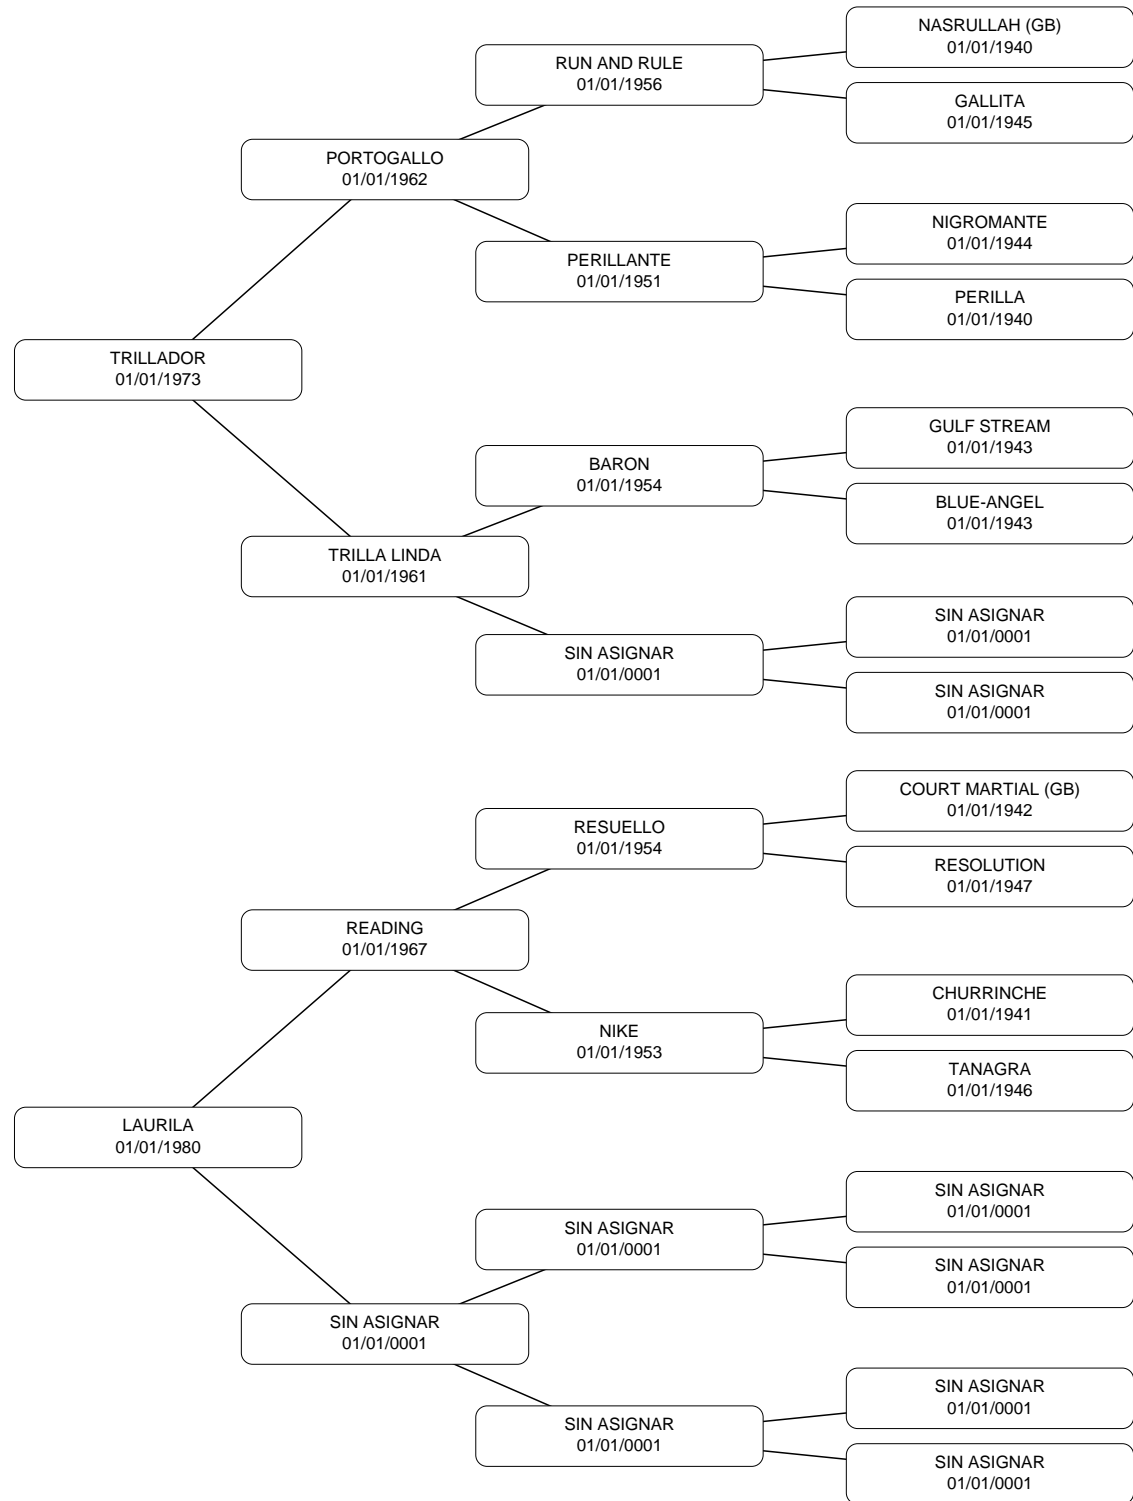 NASRULLAH (GB)
01/01/1940
RUN AND RULE
01/01/1956
GALLITA
01/01/1945
PORTOGALLO
01/01/1962
NIGROMANTE
01/01/1944
PERILLANTE
01/01/1951
PERILLA
01/01/1940
TRILLADOR
01/01/1973
GULF STREAM
01/01/1943
BARON
01/01/1954
BLUE-ANGEL
01/01/1943
TRILLA LINDA
01/01/1961
SIN ASIGNAR
01/01/0001
SIN ASIGNAR
01/01/0001
SIN ASIGNAR
01/01/0001
COURT MARTIAL (GB)
01/01/1942
RESUELLO
01/01/1954
RESOLUTION
01/01/1947
READING
01/01/1967
CHURRINCHE
01/01/1941
NIKE
01/01/1953
TANAGRA
01/01/1946
LAURILA
01/01/1980
SIN ASIGNAR
01/01/0001
SIN ASIGNAR
01/01/0001
SIN ASIGNAR
01/01/0001
SIN ASIGNAR
01/01/0001
SIN ASIGNAR
01/01/0001
SIN ASIGNAR
01/01/0001
SIN ASIGNAR
01/01/0001